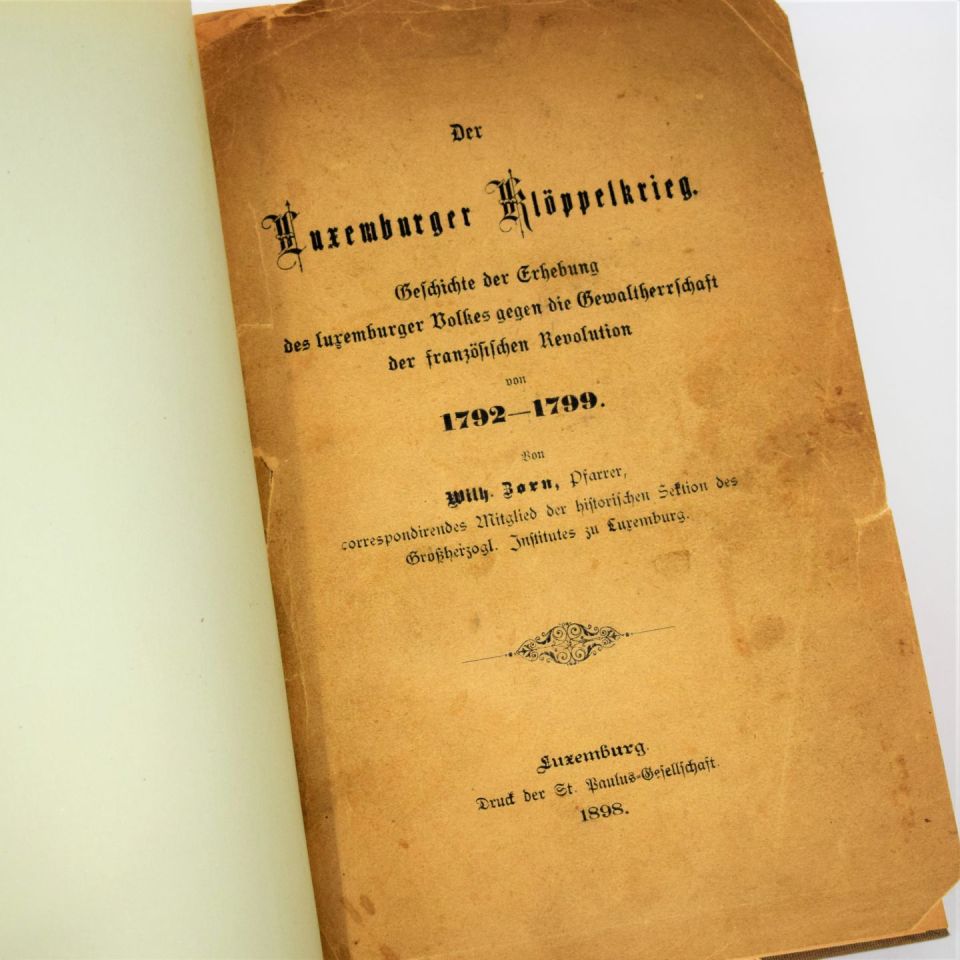 Der
Luxemburger Klöppelkrieg.
Geschichte der Erhebung
des luxemburger Volkes gegen die Gewaltherrschaft
der französischen Revolution
von
1792—1799.
Von
Wilh. Zorn, Pfarrer,
correspondirendes Mitglied der historischen Sektion des
Großherzogl. Institutes zu Luxemburg.
Luxemburg.
Druck der St. Paulus-Gesellschaft.
1898.